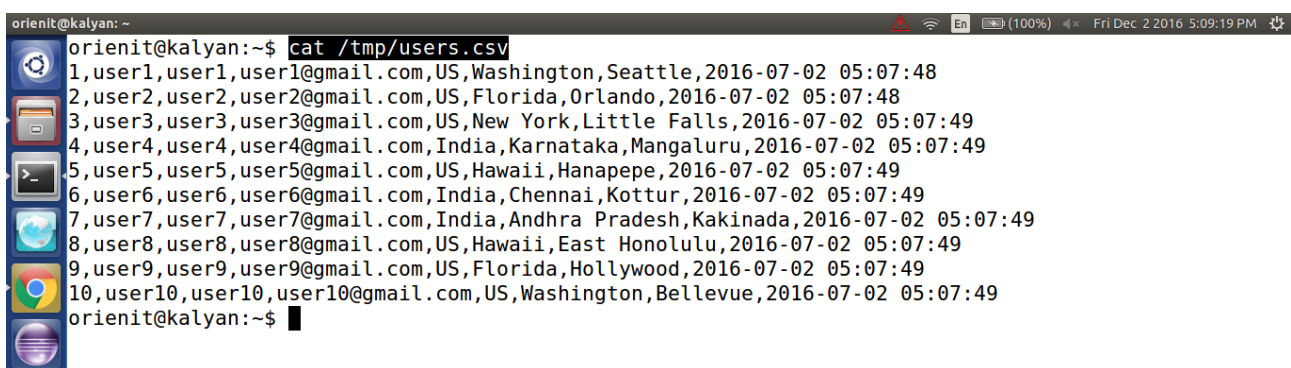 orienit@kalyan: ~ En (100%) Fri Dec 2 2016 5:09:19 PM
orienit@kalyan:~$ cat /tmp/users.csv
1,user1,user1,user1@gmail.com,US,Washington,Seattle,2016-07-02 05:07:48
2,user2,user2,user2@gmail.com,US,Florida,Orlando,2016-07-02 05:07:48
3,user3,user3,user3@gmail.com,US,New York,Little Falls,2016-07-02 05:07:49
4,user4,user4,user4@gmail.com,India,Karnataka,Mangaluru,2016-07-02 05:07:49
5,user5,user5,user5@gmail.com,US,Hawaii,Hanapepe,2016-07-02 05:07:49
6,user6,user6,user6@gmail.com,India,Chennai,Kottur,2016-07-02 05:07:49
7,user7,user7,user7@gmail.com,India,Andhra Pradesh,Kakinada,2016-07-02 05:07:49
8,user8,user8,user8@gmail.com,US,Hawaii,East Honolulu,2016-07-02 05:07:49
9,user9,user9,user9@gmail.com,US,Florida,Hollywood,2016-07-02 05:07:49
10,user10,user10,user10@gmail.com,US,Washington,Bellevue,2016-07-02 05:07:49
orienit@kalyan:~$